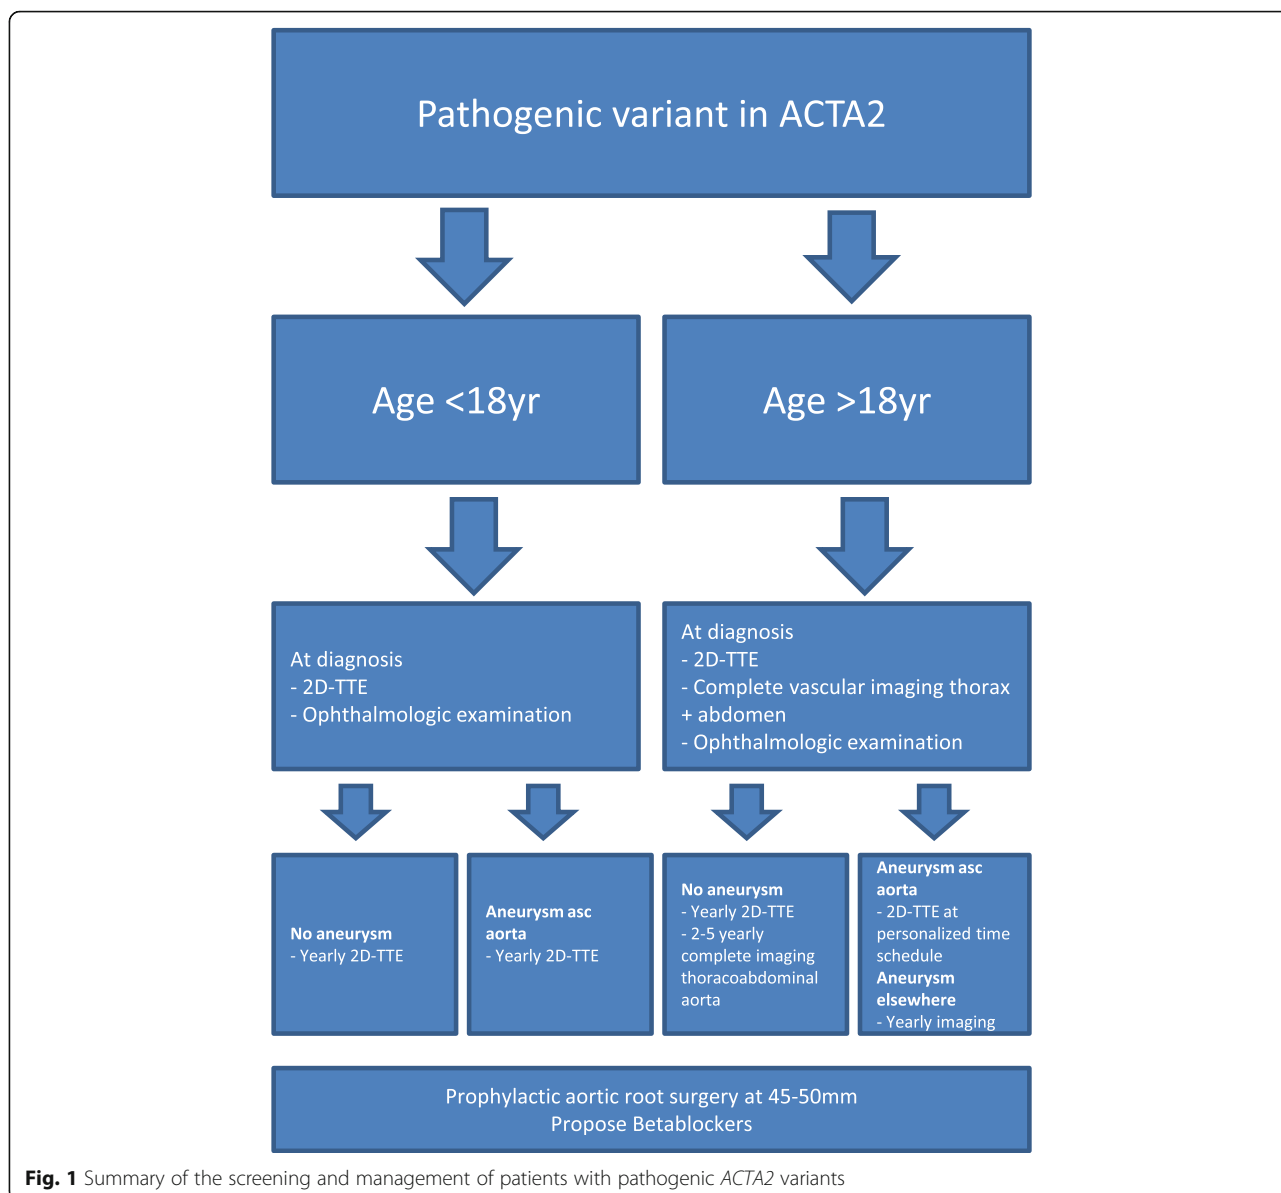 Pathogenic variant in ACTA2
Age <18yr
Age >18yr
At diagnosis
- 2D-TTE
- Ophthalmologic examination
At diagnosis
- 2D-TTE
- Complete vascular imaging thorax
+ abdomen
- Ophthalmologic examination
No aneurysm
- Yearly 2D-TTE
Aneurysm asc
aorta
- Yearly 2D-TTE
No aneurysm
- Yearly 2D-TTE
- 2-5 yearly
complete imaging
thoracoabdominal
aorta
Aneurysm asc
aorta
- 2D-TTE at
personalized time
schedule
Aneurysm
elsewhere
- Yearly imaging
Prophylactic aortic root surgery at 45-50mm
Propose Betablockers
Fig. 1 Summary of the screening and management of patients with pathogenic ACTA2 variants